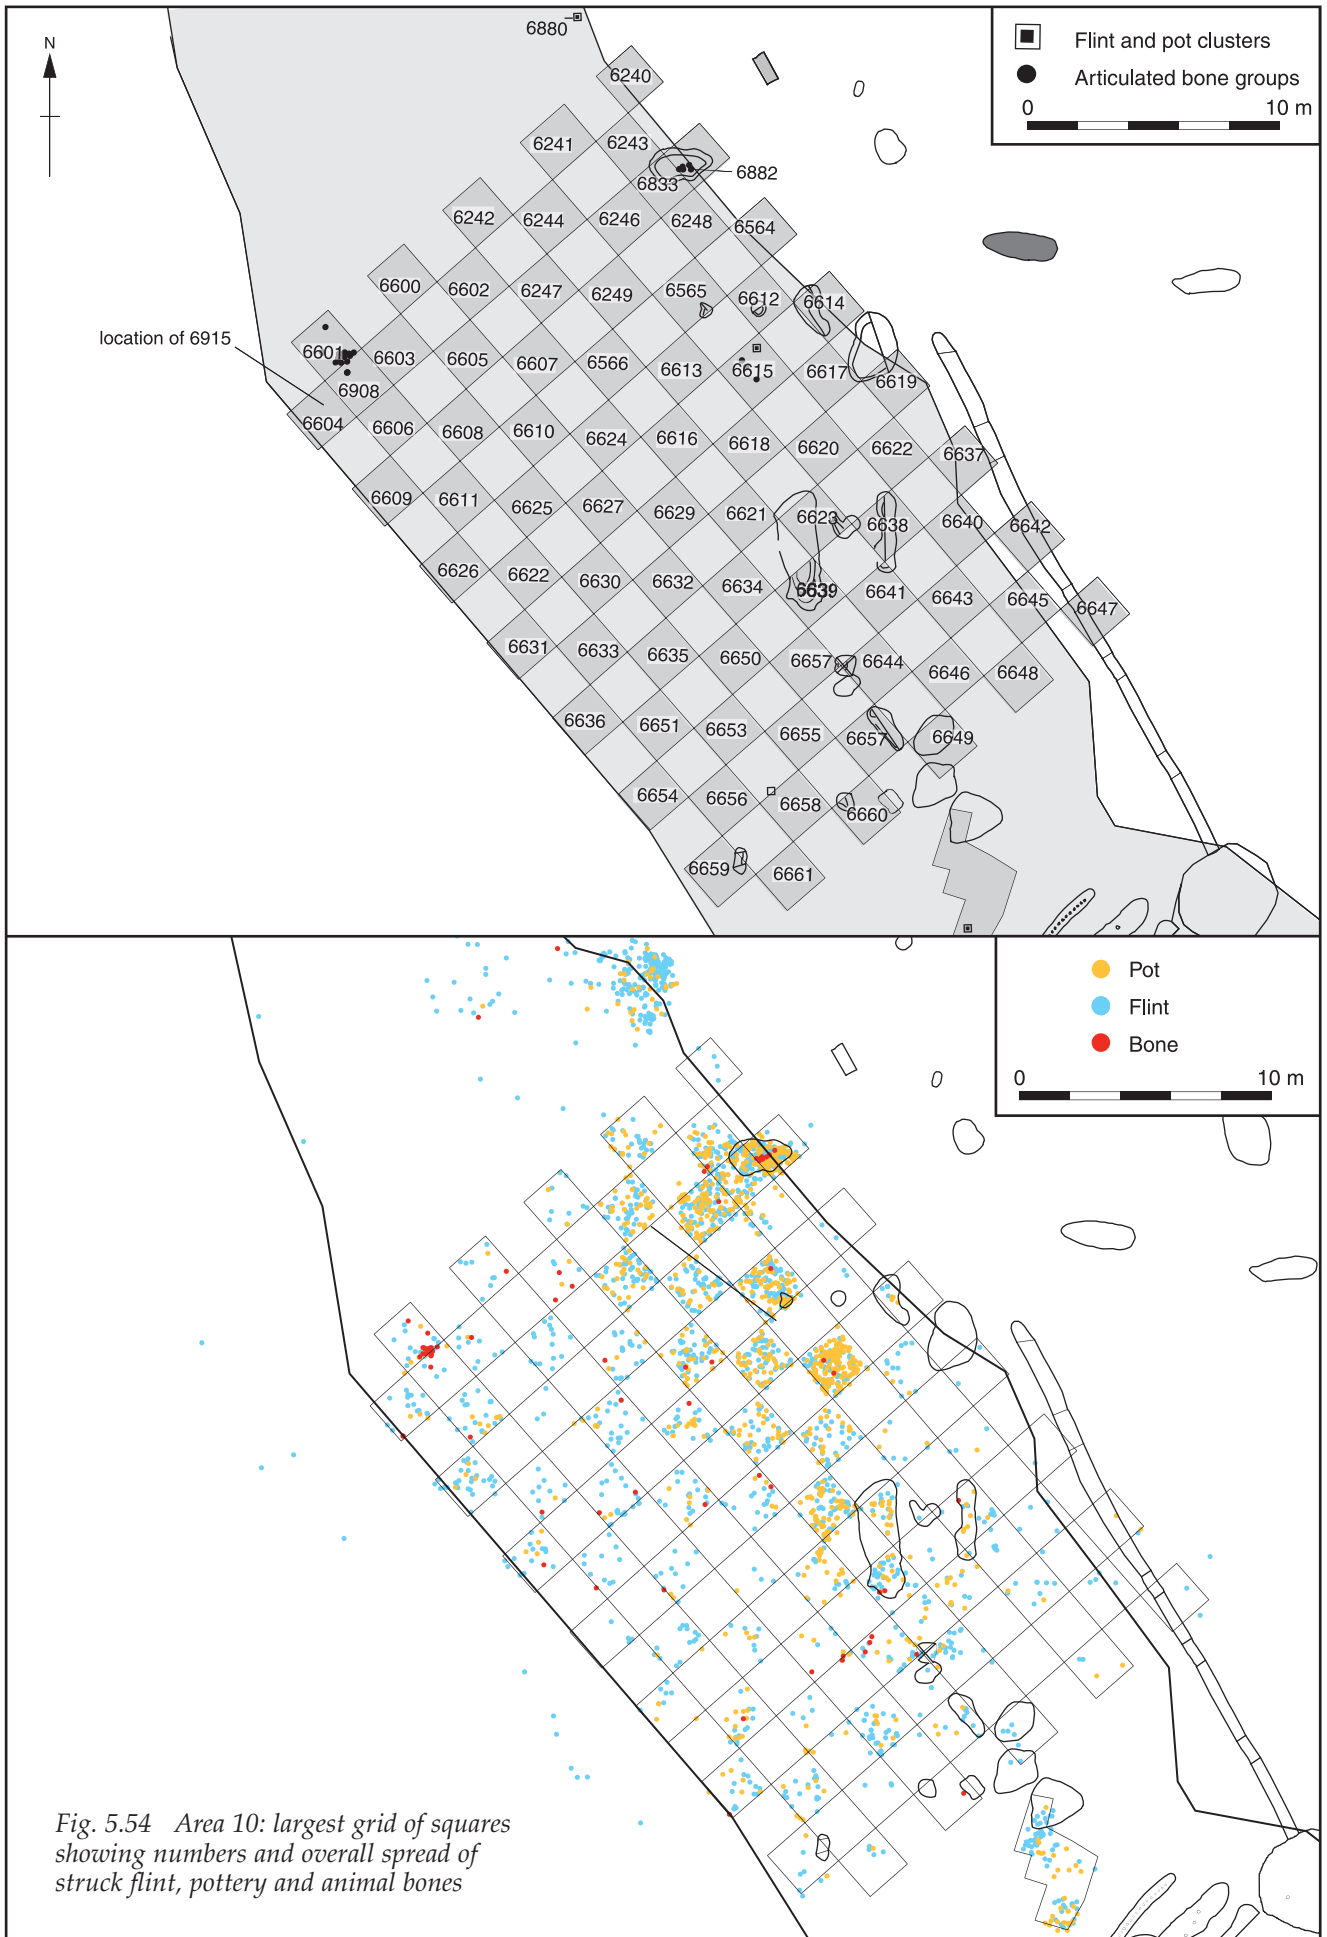 6880
Flint and pot clusters
Articulated bone groups
0 10 m
N
6240
6241 6243
6882
6833
6242 6244 6246 6248 6564
6600 6602 6247 6249 6565 6612 6614
location of 6915
6601 6603 6605 6607 6566 6613 6615 6617 6619
6908
6604 6606 6608 6610 6624 6616 6618 6620 6622 6637
6609 6611 6625 6627 6629 6621 6623 6638 6640 6642
6626 6622 6630 6632 6634 6639 6641 6643 6645 6647
6631 6633 6635 6650 6657 6644 6646 6648
6636 6651 6653 6655 6657 6649
6654 6656 6658 6660
6659 6661
Pot
Flint
Bone
0 10 m
Fig. 5.54 Area 10: largest grid of squares
showing numbers and overall spread of
struck flint, pottery and animal bones